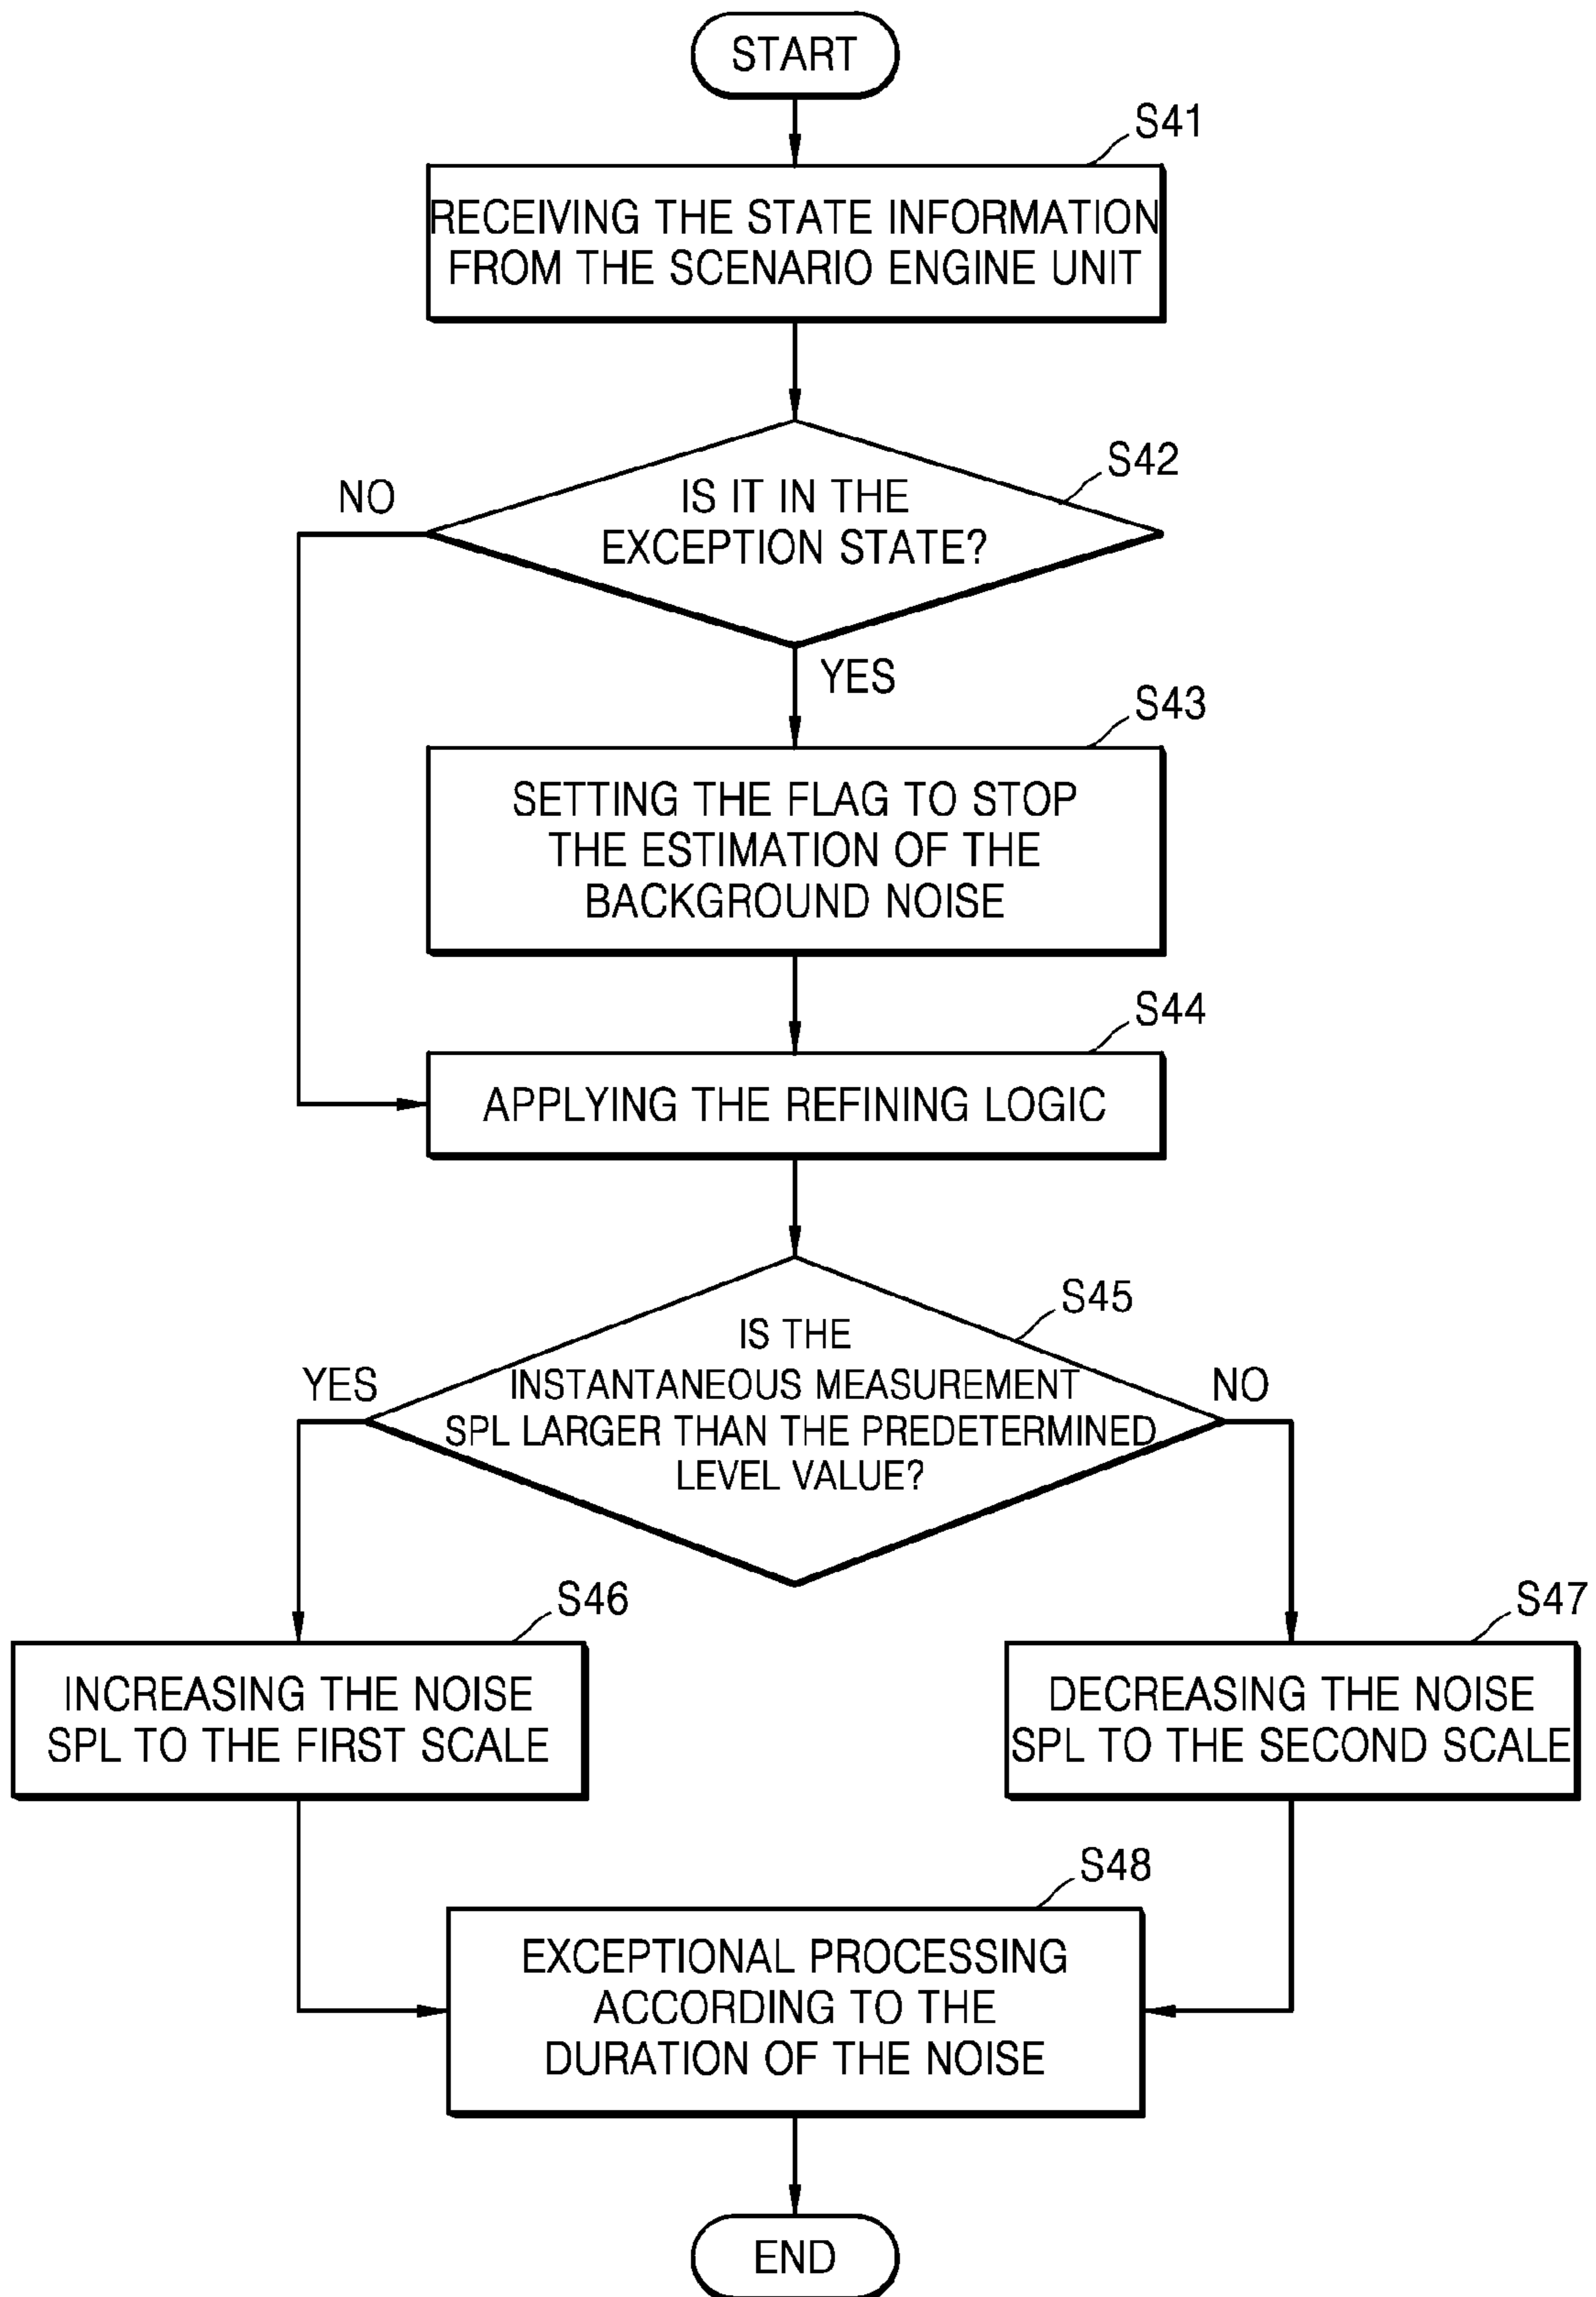 START
S41
RECEIVING THE STATE INFORMATION
FROM THE SCENARIO ENGINE UNIT
S42
NO
IS IT IN THE
EXCEPTION STATE?
YES
S43
SETTING THE FLAG TO STOP
THE ESTIMATION OF THE
BACKGROUND NOISE
S44
APPLYING THE REFINING LOGIC
S45
IS THE
YES
INSTANTANEOUS MEASUREMENT
NO
SPL LARGER THAN THE PREDETERMINED
LEVEL VALUE?
S46
INCREASING THE NOISE
SPL TO THE FIRST SCALE
S47
DECREASING THE NOISE
SPL TO THE SECOND SCALE
S48
EXCEPTIONAL PROCESSING
ACCORDING TO THE
DURATION OF THE NOISE
END